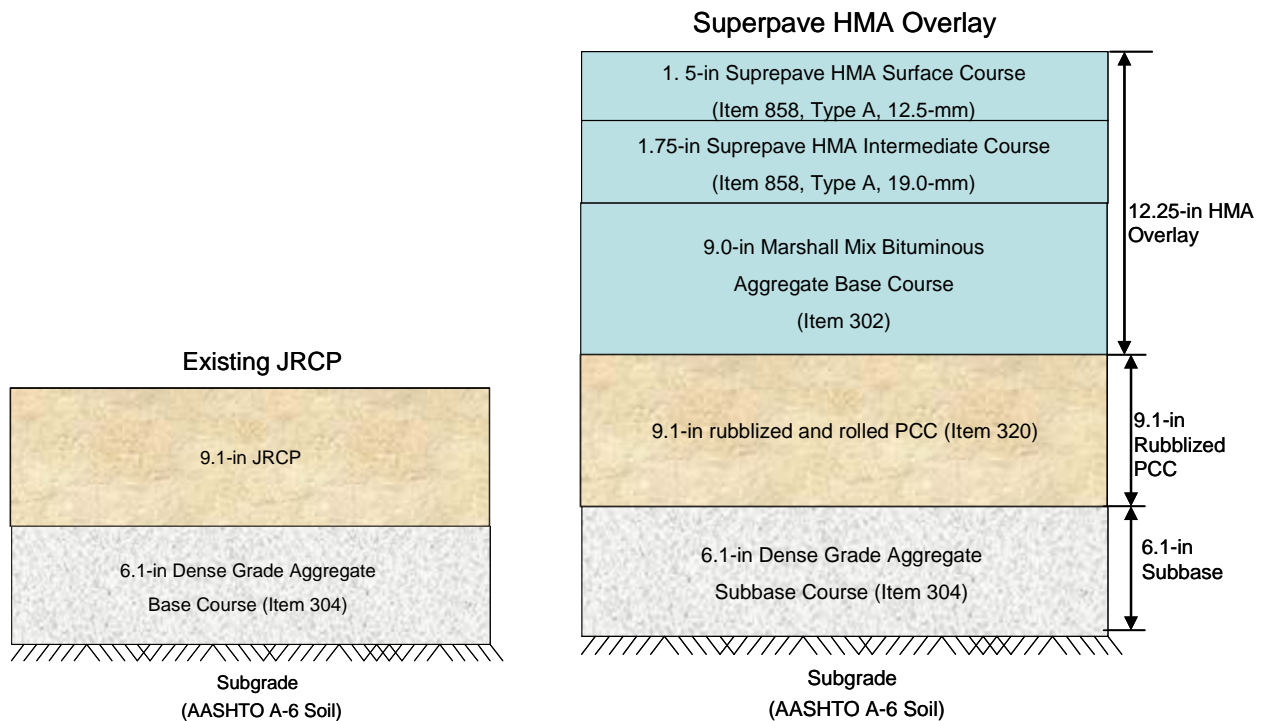 Superpave HMA Overlay
1. 5-in Suprepave HMA Surface Course
(Item 858, Type A, 12.5-mm)
1.75-in Suprepave HMA Intermediate Course
(Item 858, Type A, 19.0-mm)
9.0-in Marshall Mix Bituminous
Aggregate Base Course
(Item 302)
12.25-in HMA
Overlay
9.1-in rubblized and rolled PCC (Item 320)
9.1-in
Rubblized
PCC
6.1-in Dense Grade Aggregate
Subbase Course (Item 304)
6.1-in
Subbase
Subgrade
(AASHTO A-6 Soil)
Existing JRCP
9.1-in JRCP
6.1-in Dense Grade Aggregate
Base Course (Item 304)
Subgrade
(AASHTO A-6 Soil)